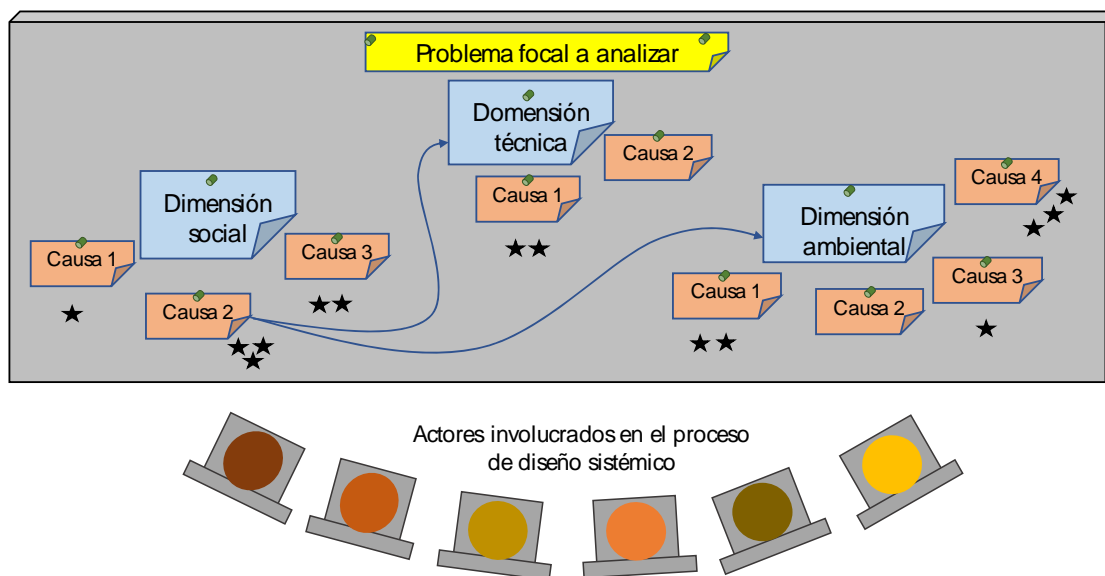 Problema focal a analizar
Domensión
técnica
Causa 2
Causa 1
Dimensión
social
Causa 1
Causa 2
Causa 3
Dimensión
ambiental
Causa 4
Causa 1
Causa 2
Causa 3
Actores involucrados en el proceso
de diseño sistémico